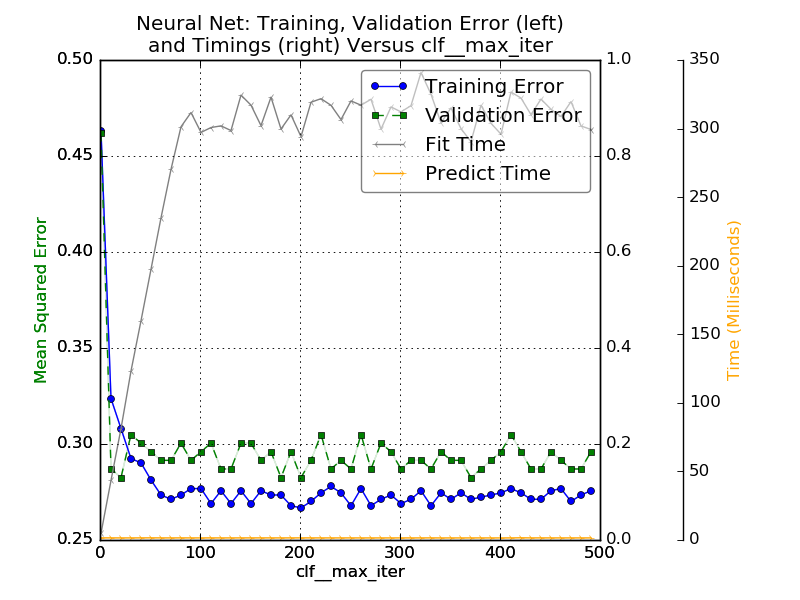 Neural Net: Training, Validation Error (left)
and Timings (right) Versus clf__max_iter
Training Error
Validation Error
Fit Time
Predict Time
Mean Squared Error
0.50
0.45
0.40
0.35
0.30
0.25
0
100
200
300
400
500
clf__max_iter
1.0
0.8
0.6
0.4
0.2
0.0
350
300
250
200
150
100
50
0
Time (Milliseconds)